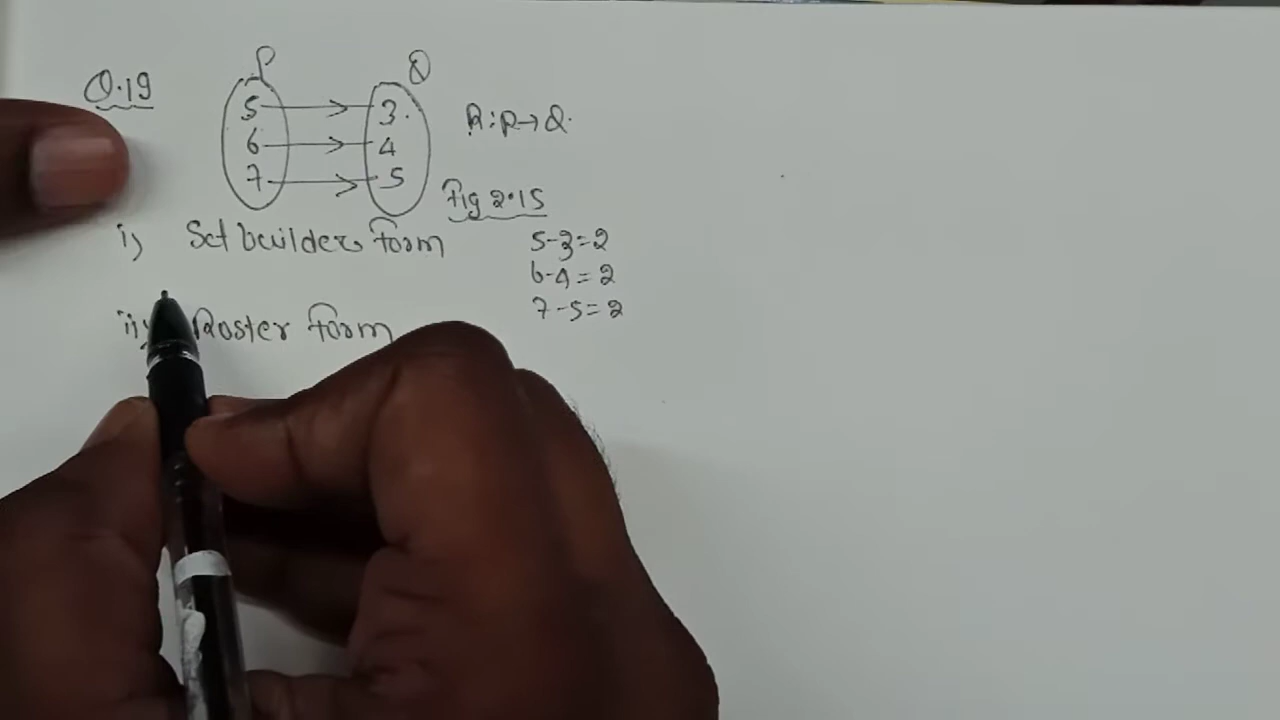 Q.19
P Q
5 3.
6 4
7 5
R:P→Q.
Fig 2.15
i) Set builder form
5-3=2
6-4=2
7-5=2
ii) Roster form